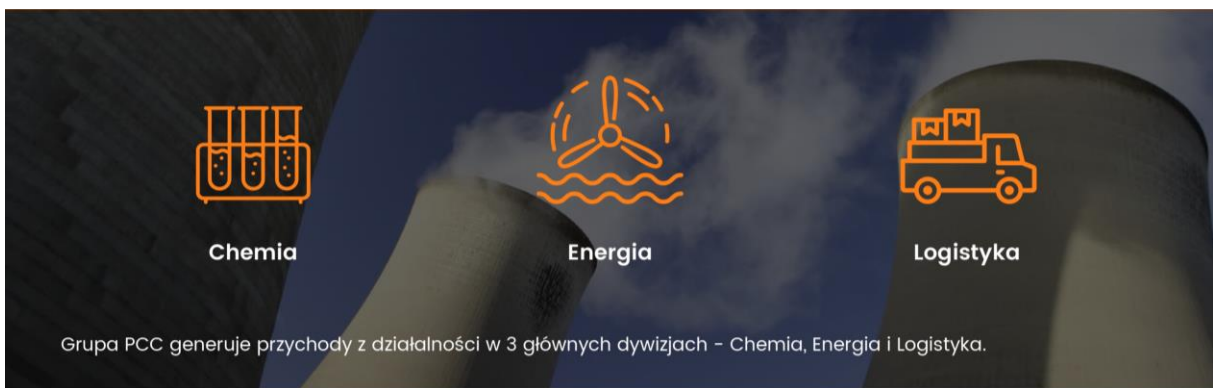 Chemia
Energia
Logistyka
Grupa PCC generuje przychody z działalności w 3 głównych dywizjach - Chemia, Energia i Logistyka.